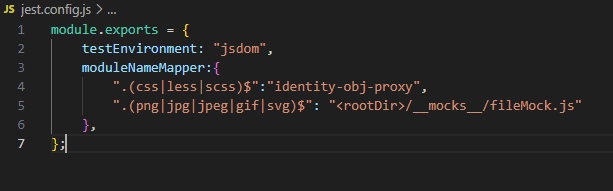 JS jest.config.js > ...
1 module.exports = {
2 testEnvironment: "jsdom",
3 moduleNameMapper:{
4 ".(css|less|scss)$":"identity-obj-proxy",
5 ".(png|jpg|jpeg|gif|svg)$": "<rootDir>/__mocks__/fileMock.js"
6 },
7 };